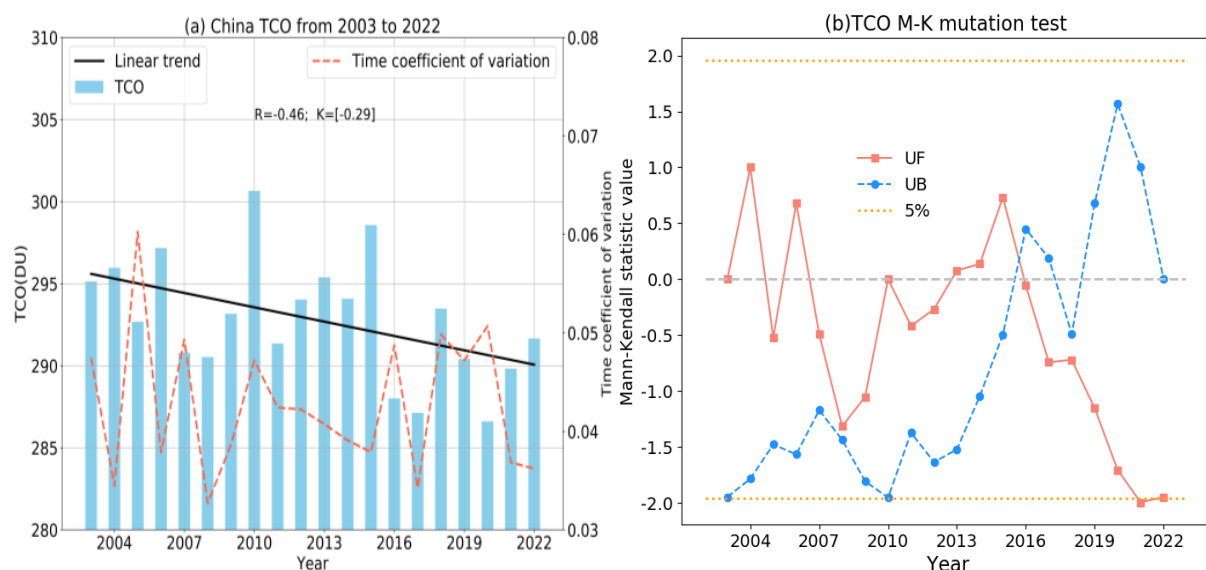 (a) China TCO from 2003 to 2022
310
305
300
295
290
285
280
TCO(DU)
Linear trend
TCO
Time coefficient of variation
R=-0.46; K=[-0.29]
0.08
0.07
0.06
0.05
0.04
0.03
Time coefficient of variation
2004 2007 2010 2013 2016 2019 2022
Year
(b)TCO M-K mutation test
2.0
1.5
1.0
0.5
0.0
-0.5
-1.0
-1.5
-2.0
Mann-Kendall statistic value
UF
UB
5%
2004 2007 2010 2013 2016 2019 2022
Year